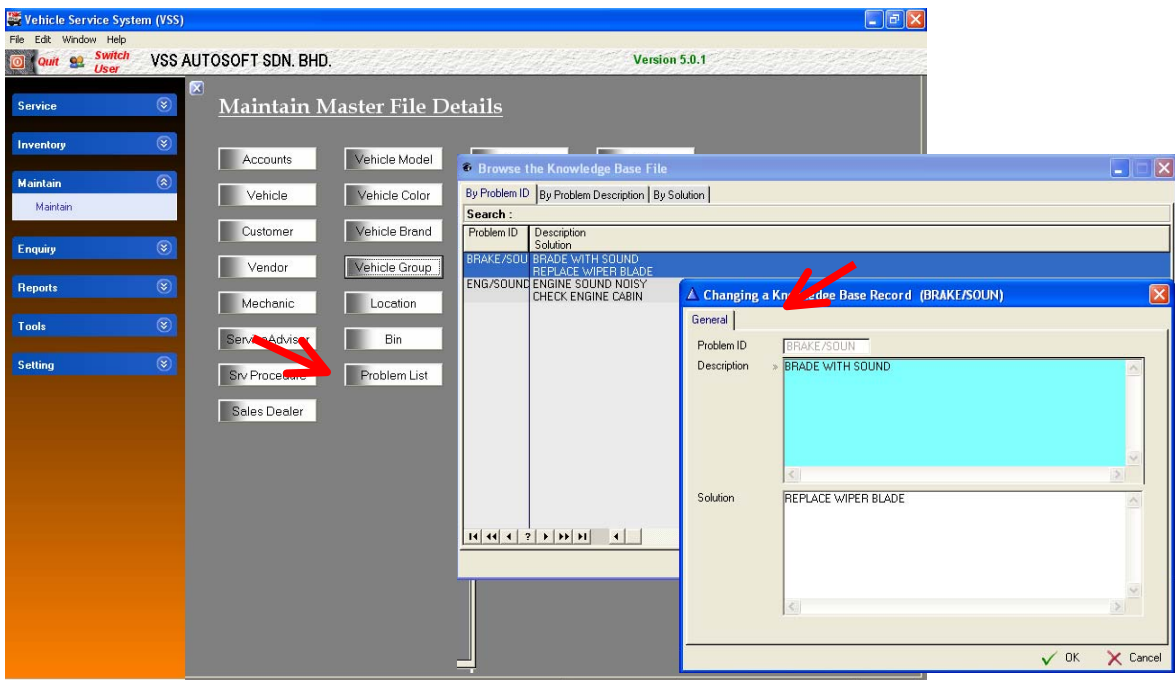 Vehicle Service System (VSS)
File Edit Window Help
Quit Switch User VSS AUTOSOFT SDN. BHD. Version 5.0.1
Service
Inventory
Maintain
Maintain
Enquiry
Reports
Tools
Setting
Maintain Master File Details
Accounts Vehicle Model
Vehicle Vehicle Color
Customer Vehicle Brand
Vendor Vehicle Group
Mechanic Location
Bin
Srv Problem List
Sales Dealer
Browse the Knowledge Base File
By Problem ID By Problem Description By Solution
Search :
Problem ID Description
Solution
BRAKE/SOU BRADE WITH SOUND
REPLACE WIPER BLADE
ENG/SOUND ENGINE SOUND NOISY
CHECK ENGINE CABIN
Changing a Base Record (BRAKE/SOUN)
General
Problem ID BRAKE/SOUN
Description » BRADE WITH SOUND
Solution REPLACE WIPER BLADE
OK Cancel